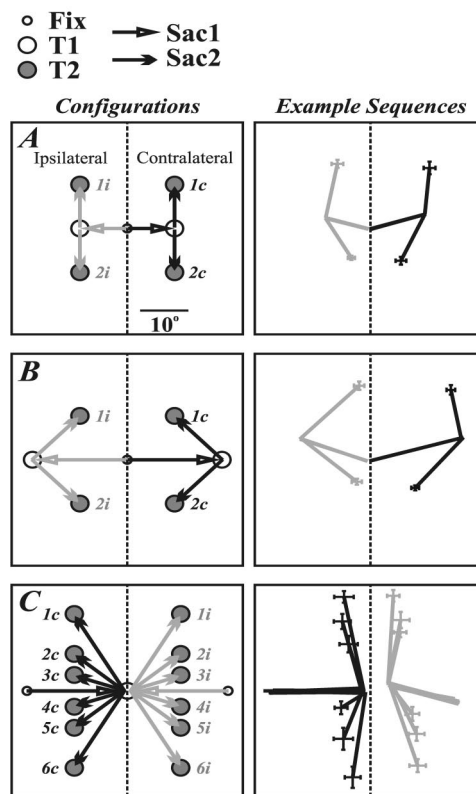 Fix
T1 Sac1
T2 Sac2
Configurations Example Sequences
A
Ipsilateral Contralateral
1i 1c
2i 2c
10°
B
1i 1c
2i 2c
C
1c 1i
2c 2i
3c 3i
4c 4i
5c 5i
6c 6i